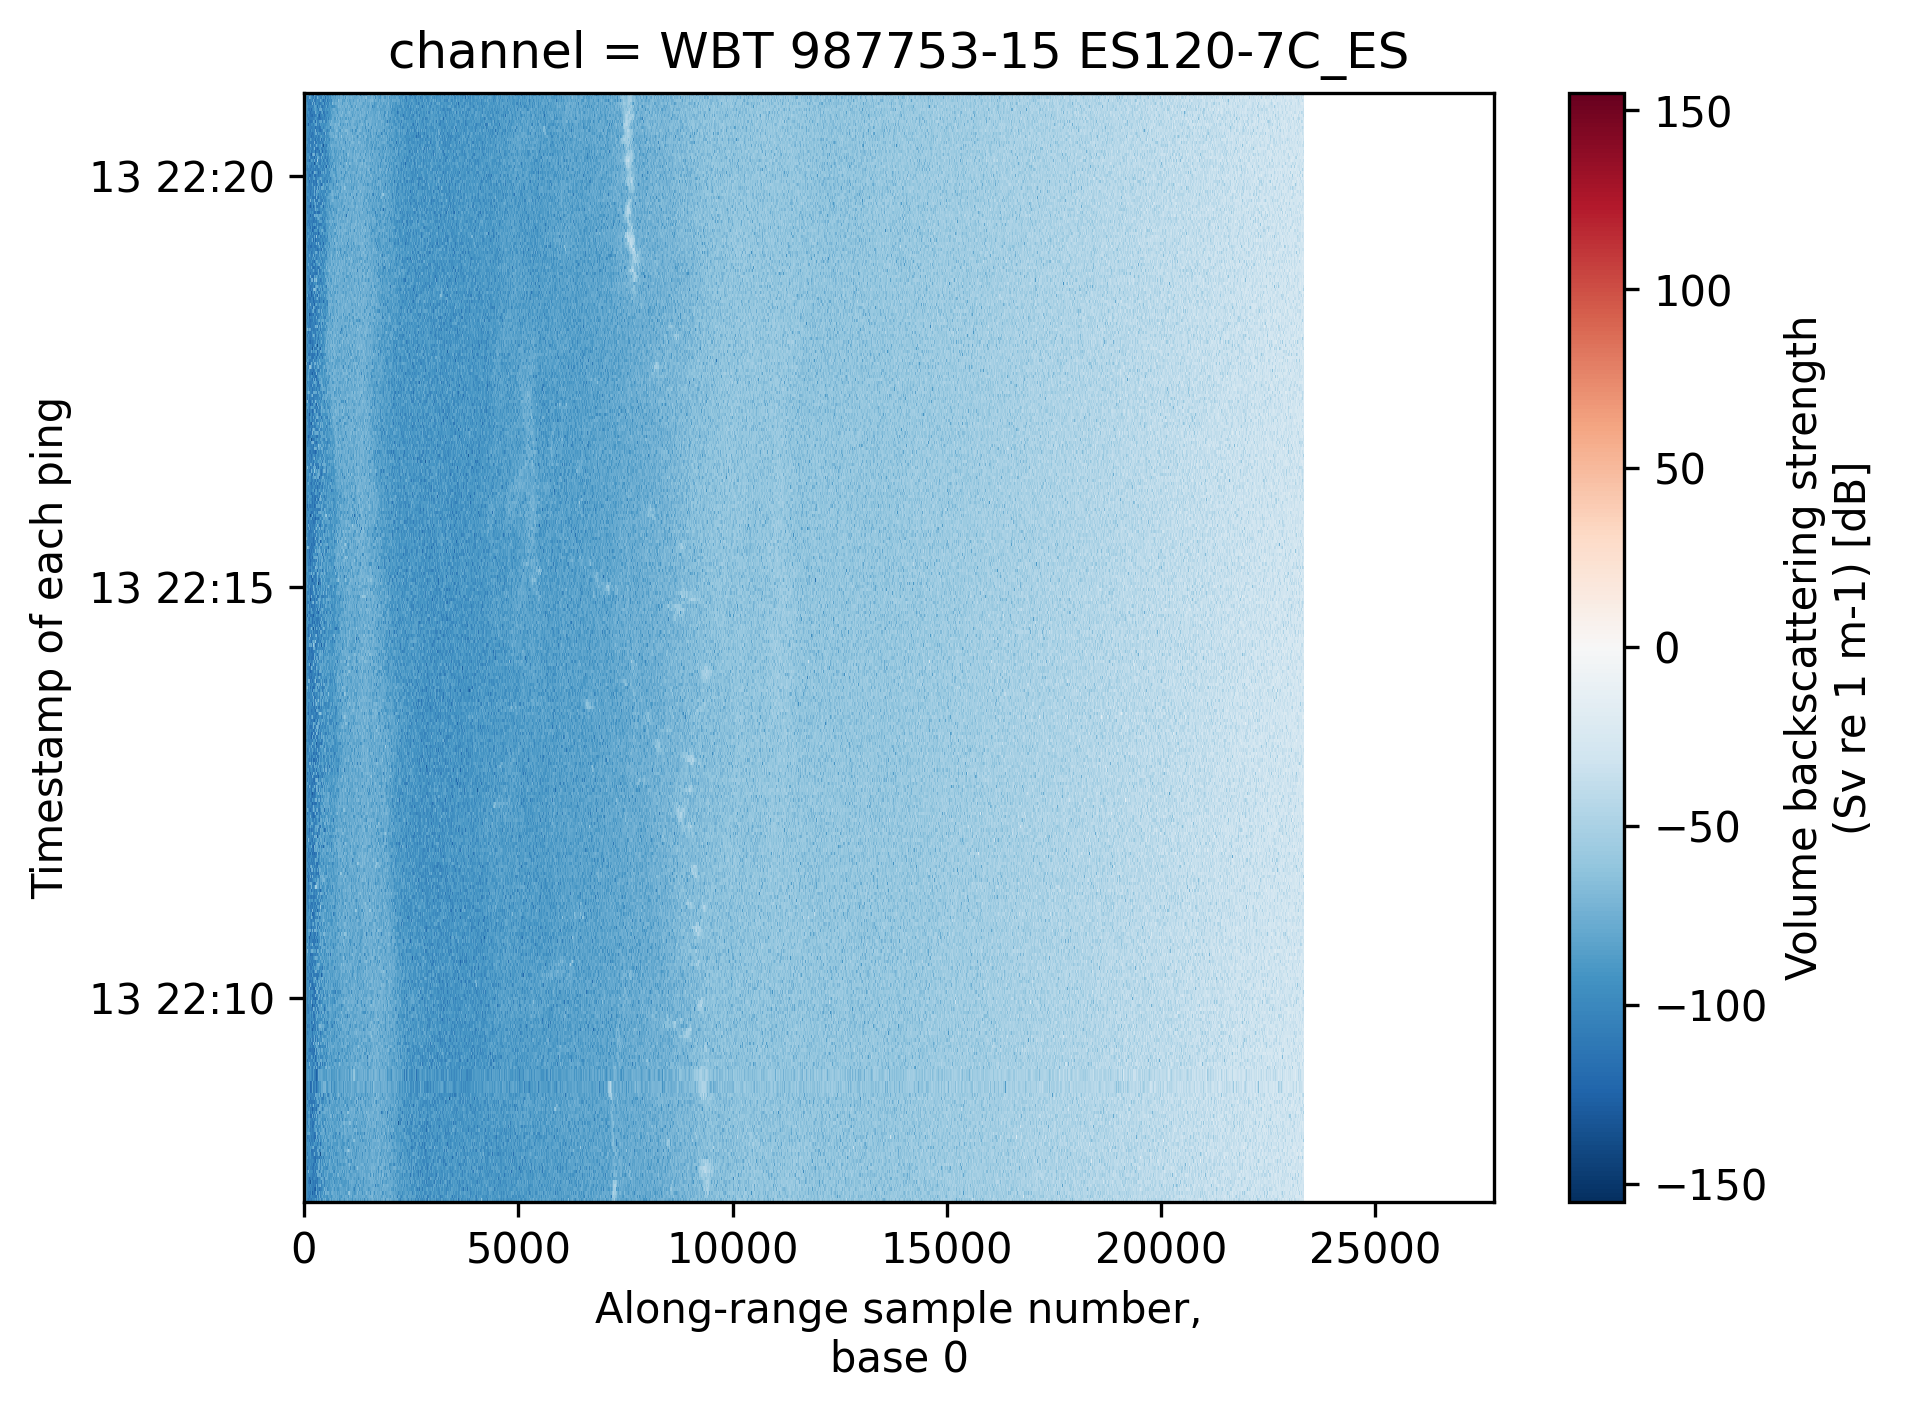 channel = WBT 987753-15 ES120-7C_ES
Timestamp of each ping
13 22:20
13 22:15
13 22:10
0
5000
10000
15000
20000
25000
Along-range sample number,
base 0
150
100
50
0
−50
−100
−150
Volume backscattering strength
(Sv re 1 m-1) [dB]